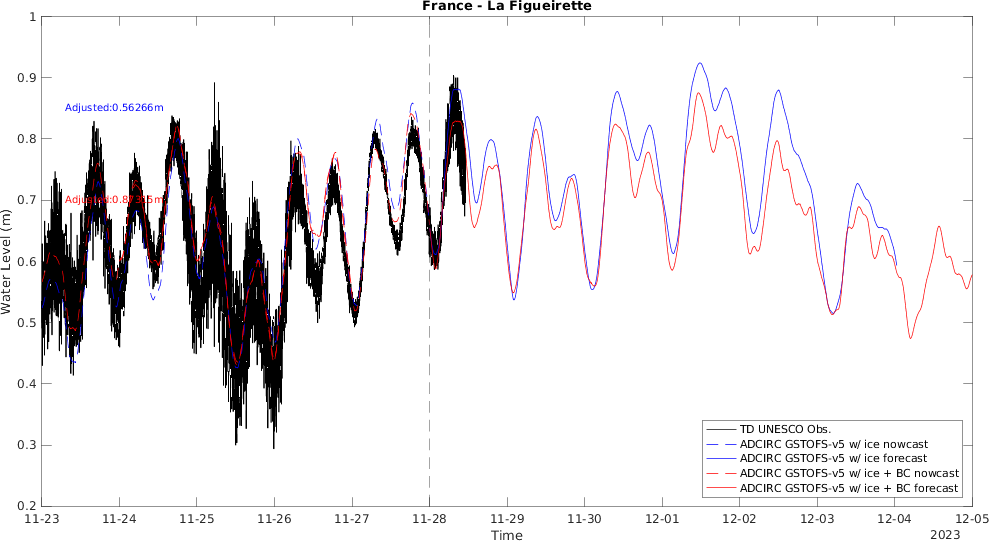 France - La Figueirette
Water Level (m)
1
0.9
0.8
0.7
0.6
0.5
0.4
0.3
0.2
Adjusted:0.56266m
TD UNESCO Obs.
ADCIRC GSTOFS-v5 w/ ice nowcast
ADCIRC GSTOFS-v5 w/ ice forecast
ADCIRC GSTOFS-v5 w/ ice + BC nowcast
ADCIRC GSTOFS-v5 w/ ice + BC forecast
11-23 11-24 11-25 11-26 11-27 11-28 11-29 11-30 12-01 12-02 12-03 12-04 12-05
Time
2023